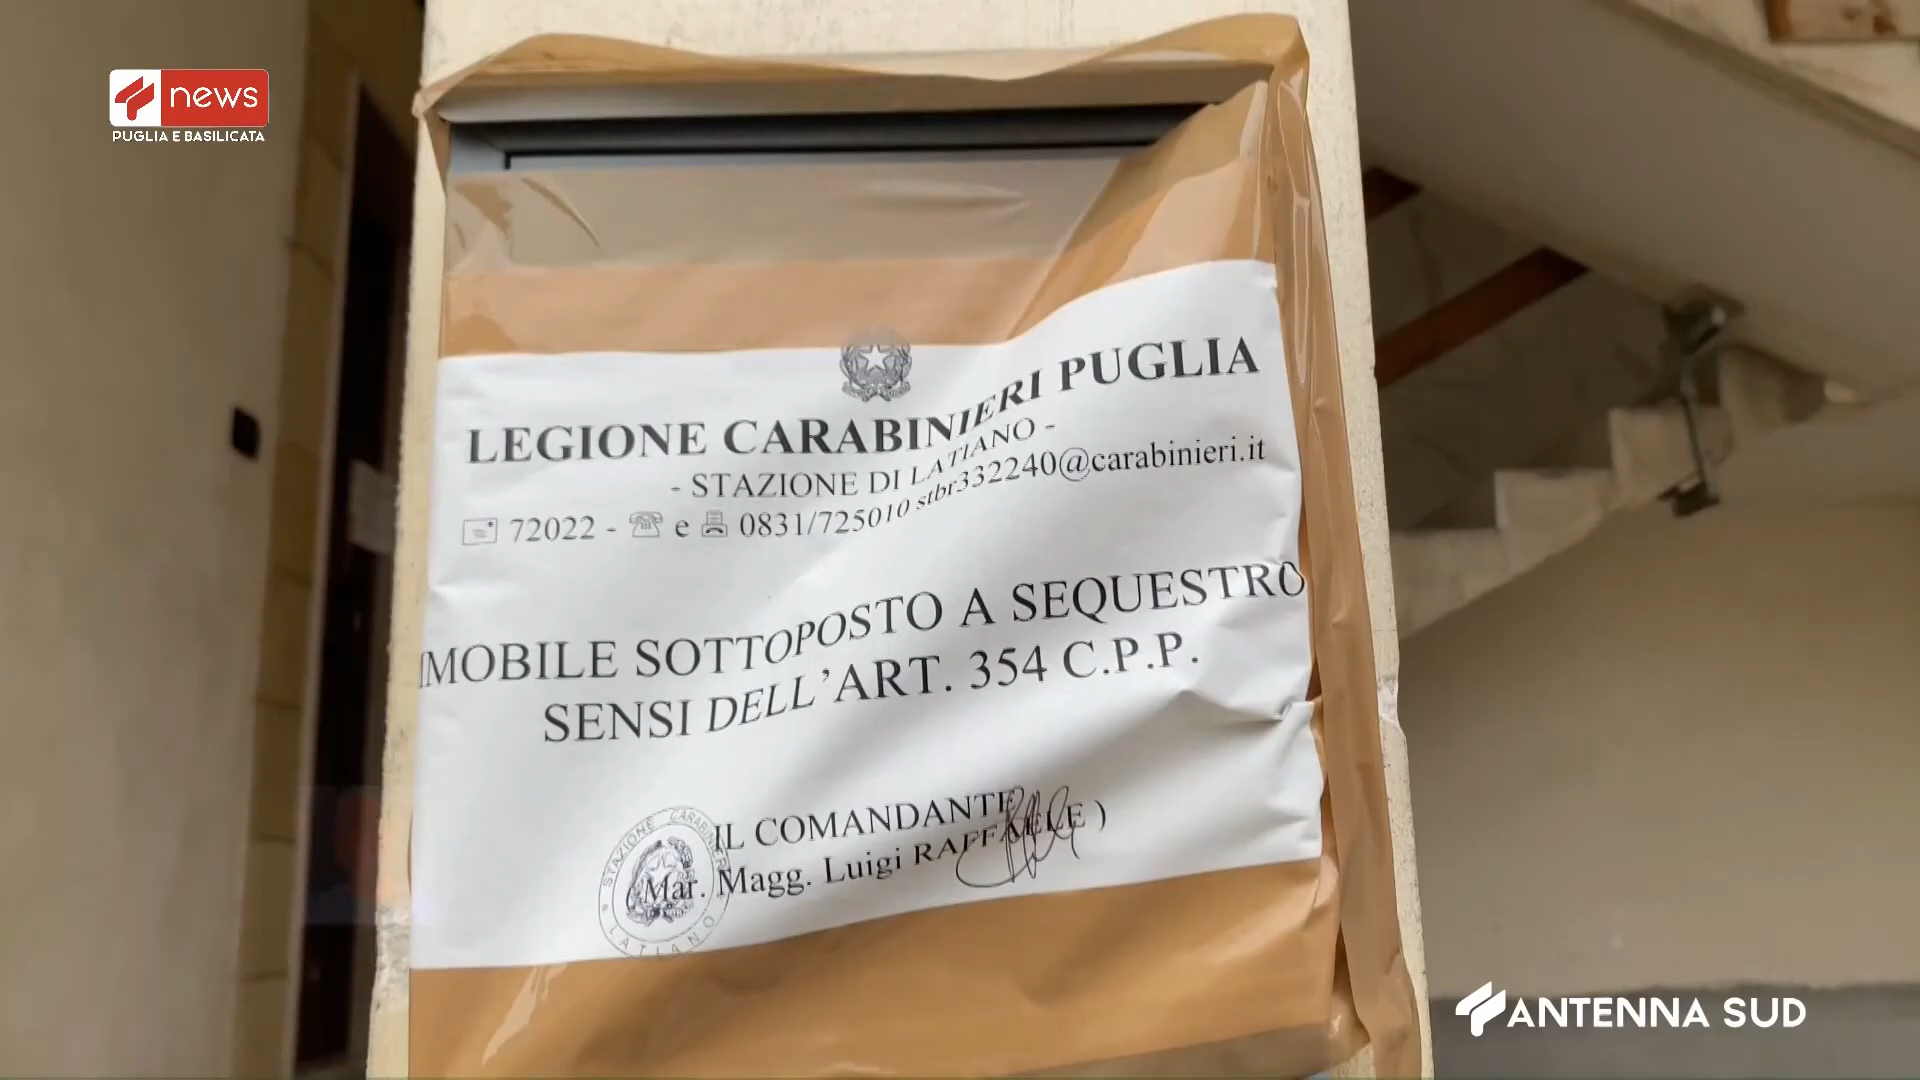 news
PUGLIA E BASILICATA
LEGIONE CARABINIERI PUGLIA
- STAZIONE DI LATIANO -
72022 - e 0831/725010 stbr332240@carabinieri.it
MOBILE SOTTOPOSTO A SEQUESTRO
SENSI DELL'ART. 354 C.P.P.
IL COMANDANTE
(Mar. Magg. Luigi RAFFAELE )
STAZIONE CARABINIERI
LATIANO
ANTENNA SUD